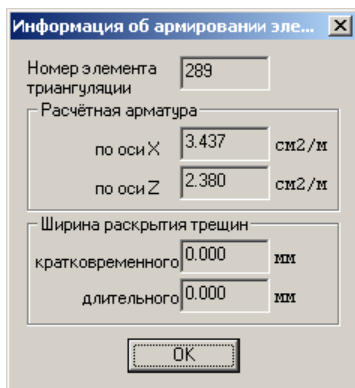 Информация об армировании эле...
Номер элемента
триангуляции
289
Расчётная арматура
по оси X 3.437 см2/м
по оси Z 2.380 см2/м
Ширина раскрытия трещин
кратковременного 0.000 мм
длительного 0.000 мм
OK